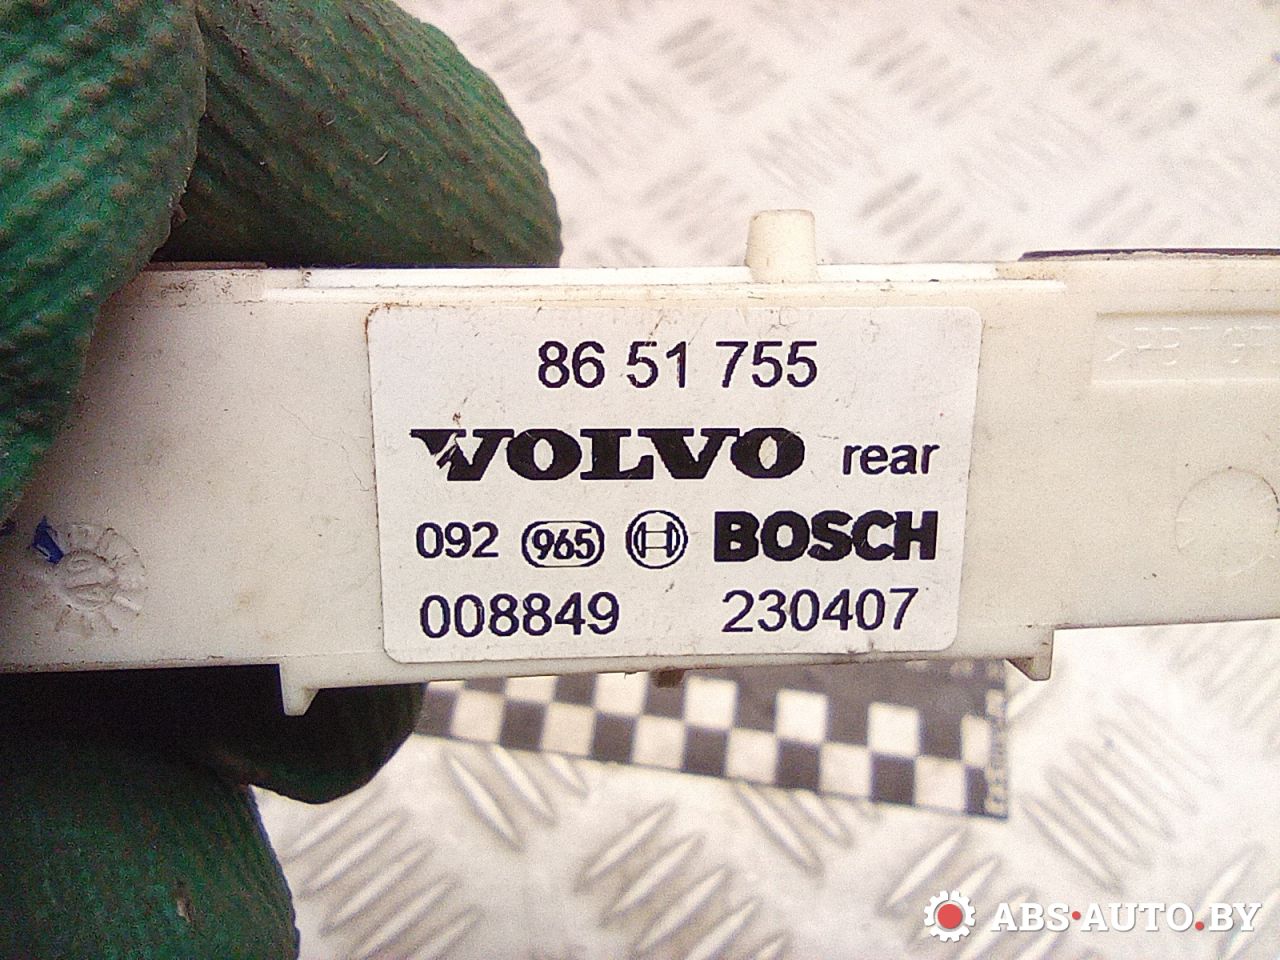 86 51 755
VOLVO rear
092 965 BOSCH
008849 230407
ABS-AUTO.BY